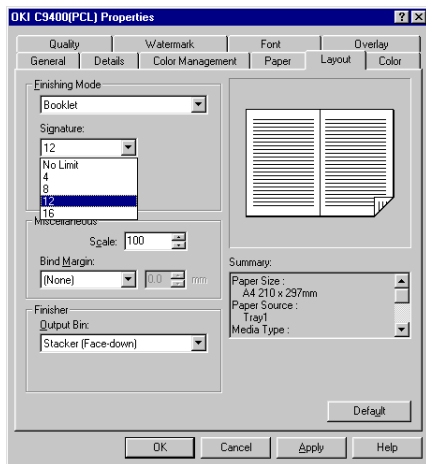 OKI C9400(PCL) Properties
Quality Watermark Font Overlay
General Details Color Management Paper Layout Color
Finishing Mode
Booklet
Signature:
12
No Limit
4
8
12
16
Miscellaneous
Scale: 100
Bind Margin:
(None) 0.0 mm
Finisher
Output Bin:
Stacker (Face-down)
Summary:
Paper Size :
A4 210 x 297mm
Paper Source :
Tray1
Media Type :
Default
OK Cancel Apply Help